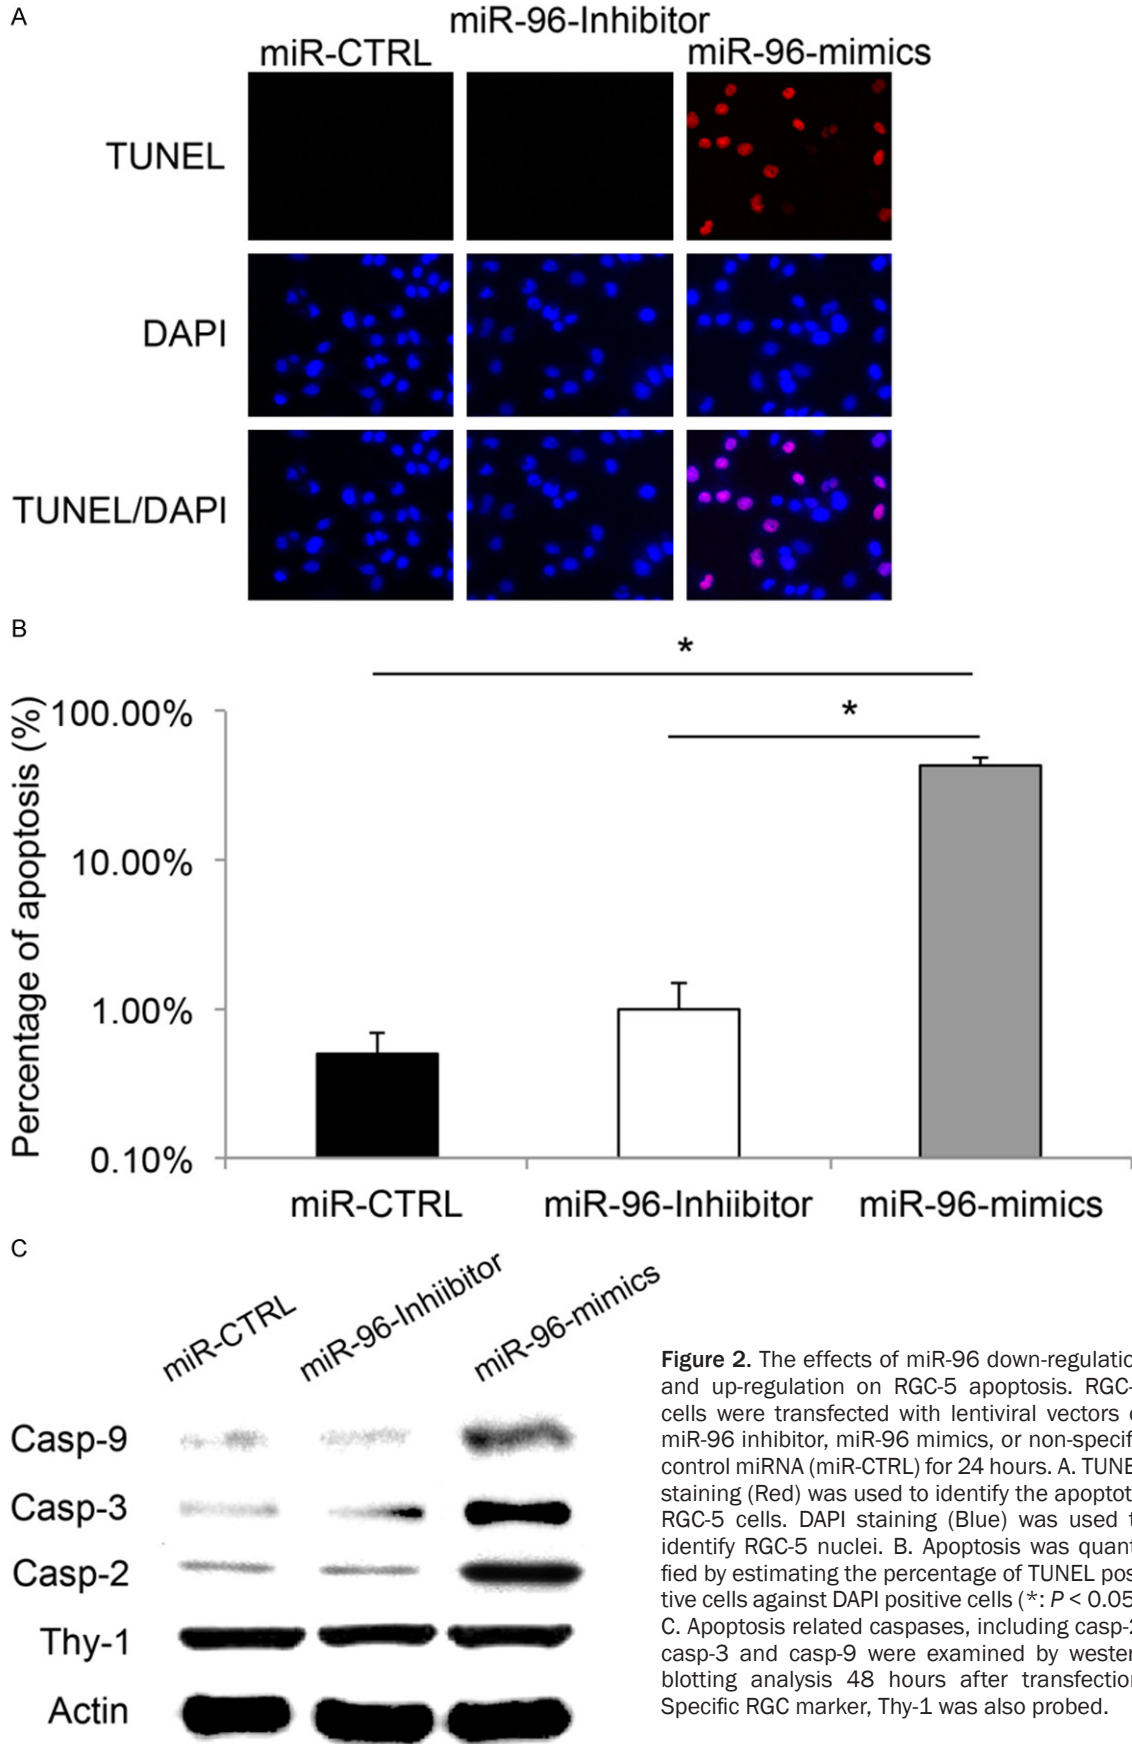 A
miR-96-Inhibitor
miR-CTRL
miR-96-mimics
TUNEL
DAPI
TUNEL/DAPI
B
*
*
Percentage of apoptosis (%)
100.00%
10.00%
1.00%
0.10%
miR-CTRL
miR-96-Inhiibitor
miR-96-mimics
C
miR-CTRL
miR-96-Inhiibitor
miR-96-mimics
Casp-9
Casp-3
Casp-2
Thy-1
Actin
Figure 2. The effects of miR-96 down-regulatio
and up-regulation on RGC-5 apoptosis. RGC-
cells were transfected with lentiviral vectors
miR-96 inhibitor, miR-96 mimics, or non-specif
control miRNA (miR-CTRL) for 24 hours. A. TUNE
staining (Red) was used to identify the apoptot
RGC-5 cells. DAPI staining (Blue) was used t
identify RGC-5 nuclei. B. Apoptosis was quant
fied by estimating the percentage of TUNEL pos
tive cells against DAPI positive cells (*: P < 0.05
C. Apoptosis related caspases, including casp-2
casp-3 and casp-9 were examined by wester
blotting analysis 48 hours after transfection
Specific RGC marker, Thy-1 was also probed.